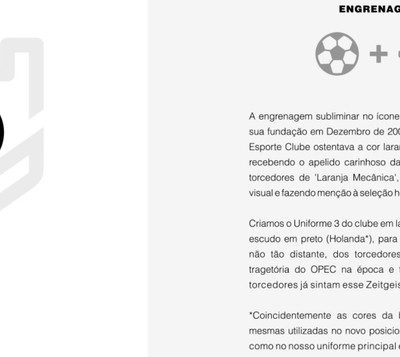 ENGRENAG
A engrenagem subliminar no ícone
sua fundação em Dezembro de 200
Esporte Clube ostentava a cor lara
recebendo o apelido carinhoso da
torcedores de 'Laranja Mecânica',
visual e fazendo menção à seleção h
Criamos o Uniforme 3 do clube em la
escudo em preto (Holanda*), para
não tão distante, dos torcedores
tragetória do OPEC na época e
torcedores já sintam esse Zeitgeis
*Coincidentemente as cores da
mesmas utilizadas no novo posicio
como no nosso uniforme principal e